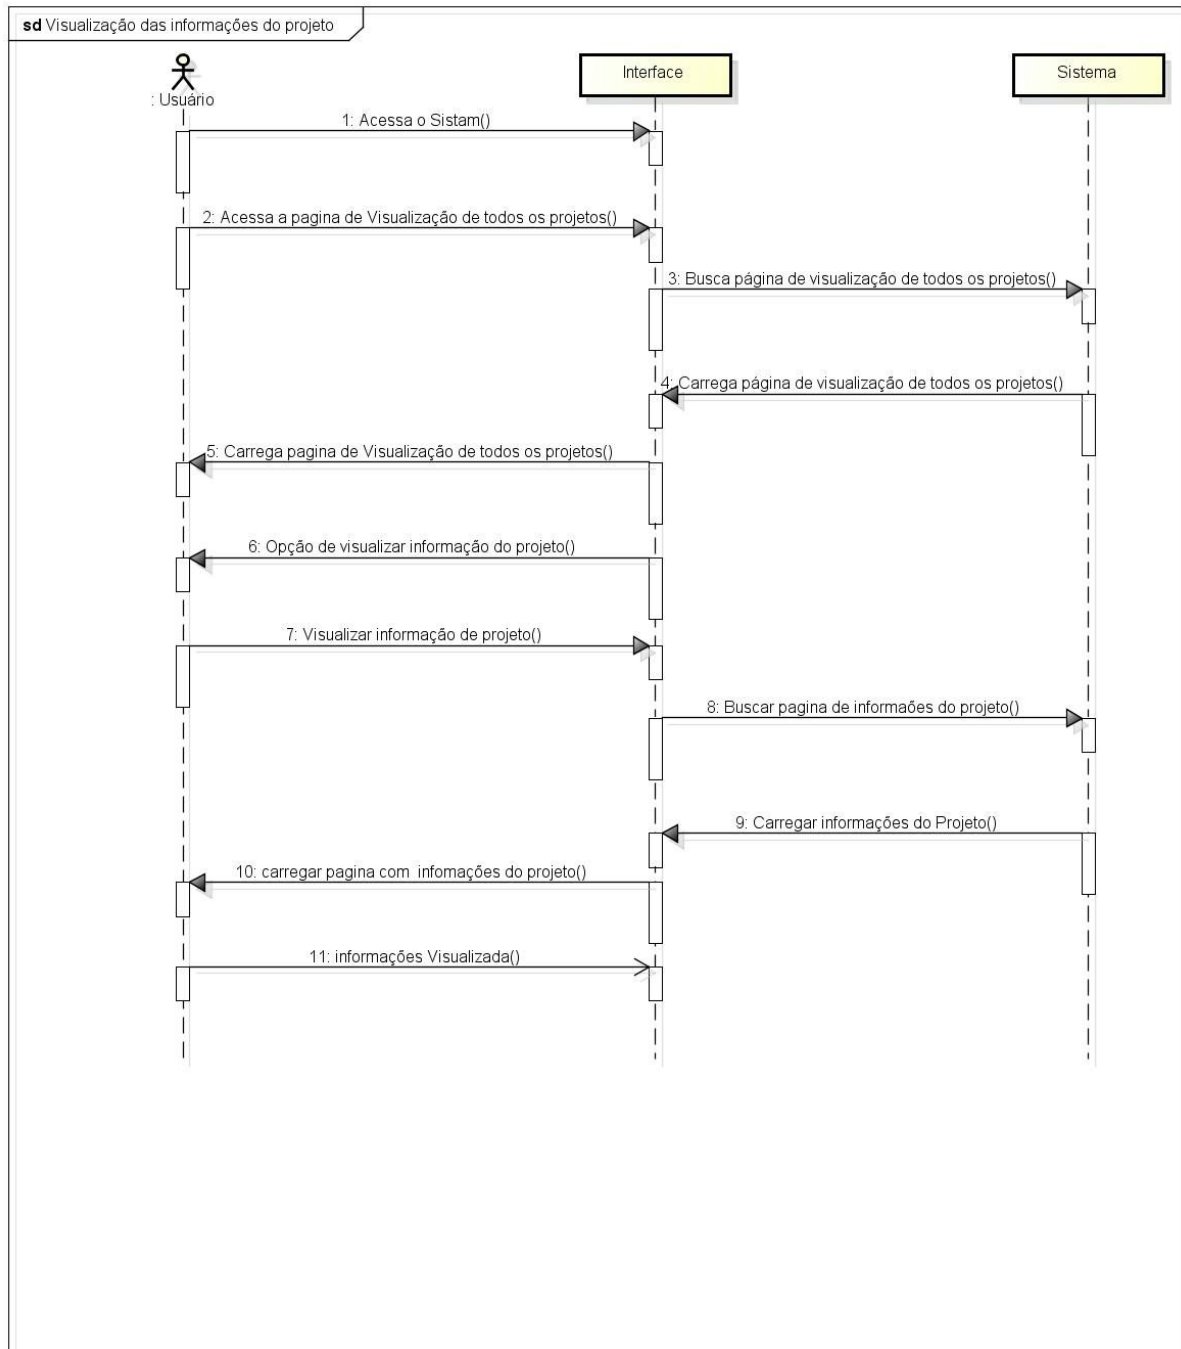 sd Visualização das informações do projeto
: Usuário
Interface
Sistema
1: Acessa o Sistam()
2: Acessa a pagina de Visualização de todos os projetos()
3: Busca página de visualização de todos os projetos()
4: Carrega página de visualização de todos os projetos()
5: Carrega pagina de Visualização de todos os projetos()
6: Opção de visualizar informação do projeto()
7: Visualizar informação de projeto()
8: Buscar pagina de informaões do projeto()
9: Carregar informações do Projeto()
10: carregar pagina com  infomações do projeto()
11: informações Visualizada()